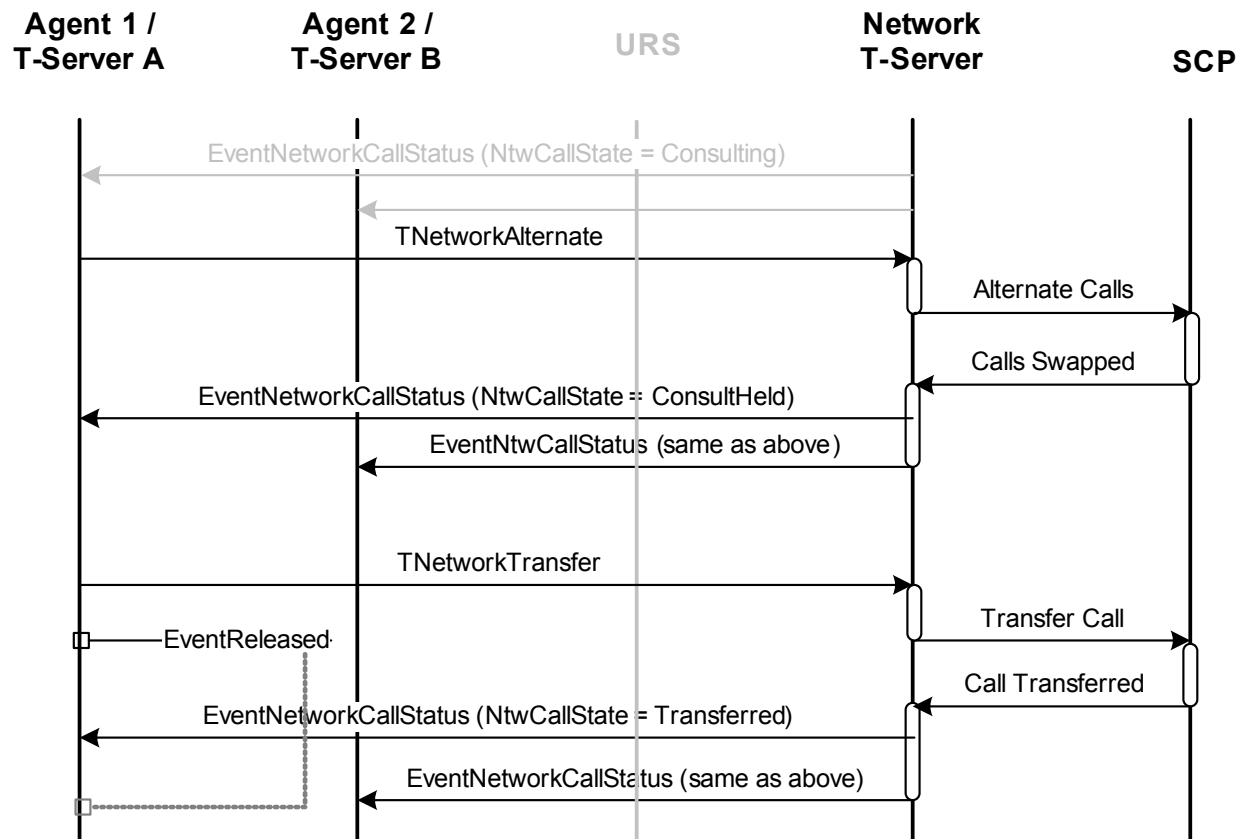 Agent 1 /
T-Server A
Agent 2 /
T-Server B
URS
Network
T-Server
SCP
EventNetworkCallStatus (NtwCallState = Consulting)
TNetworkAlternate
Alternate Calls
Calls Swapped
EventNetworkCallStatus (NtwCallState = ConsultHeld)
EventNtwCallStatus (same as above)
TNetworkTransfer
Transfer Call
EventReleased
Call Transferred
EventNetworkCallStatus (NtwCallState = Transferred)
EventNetworkCallStatus (same as above)